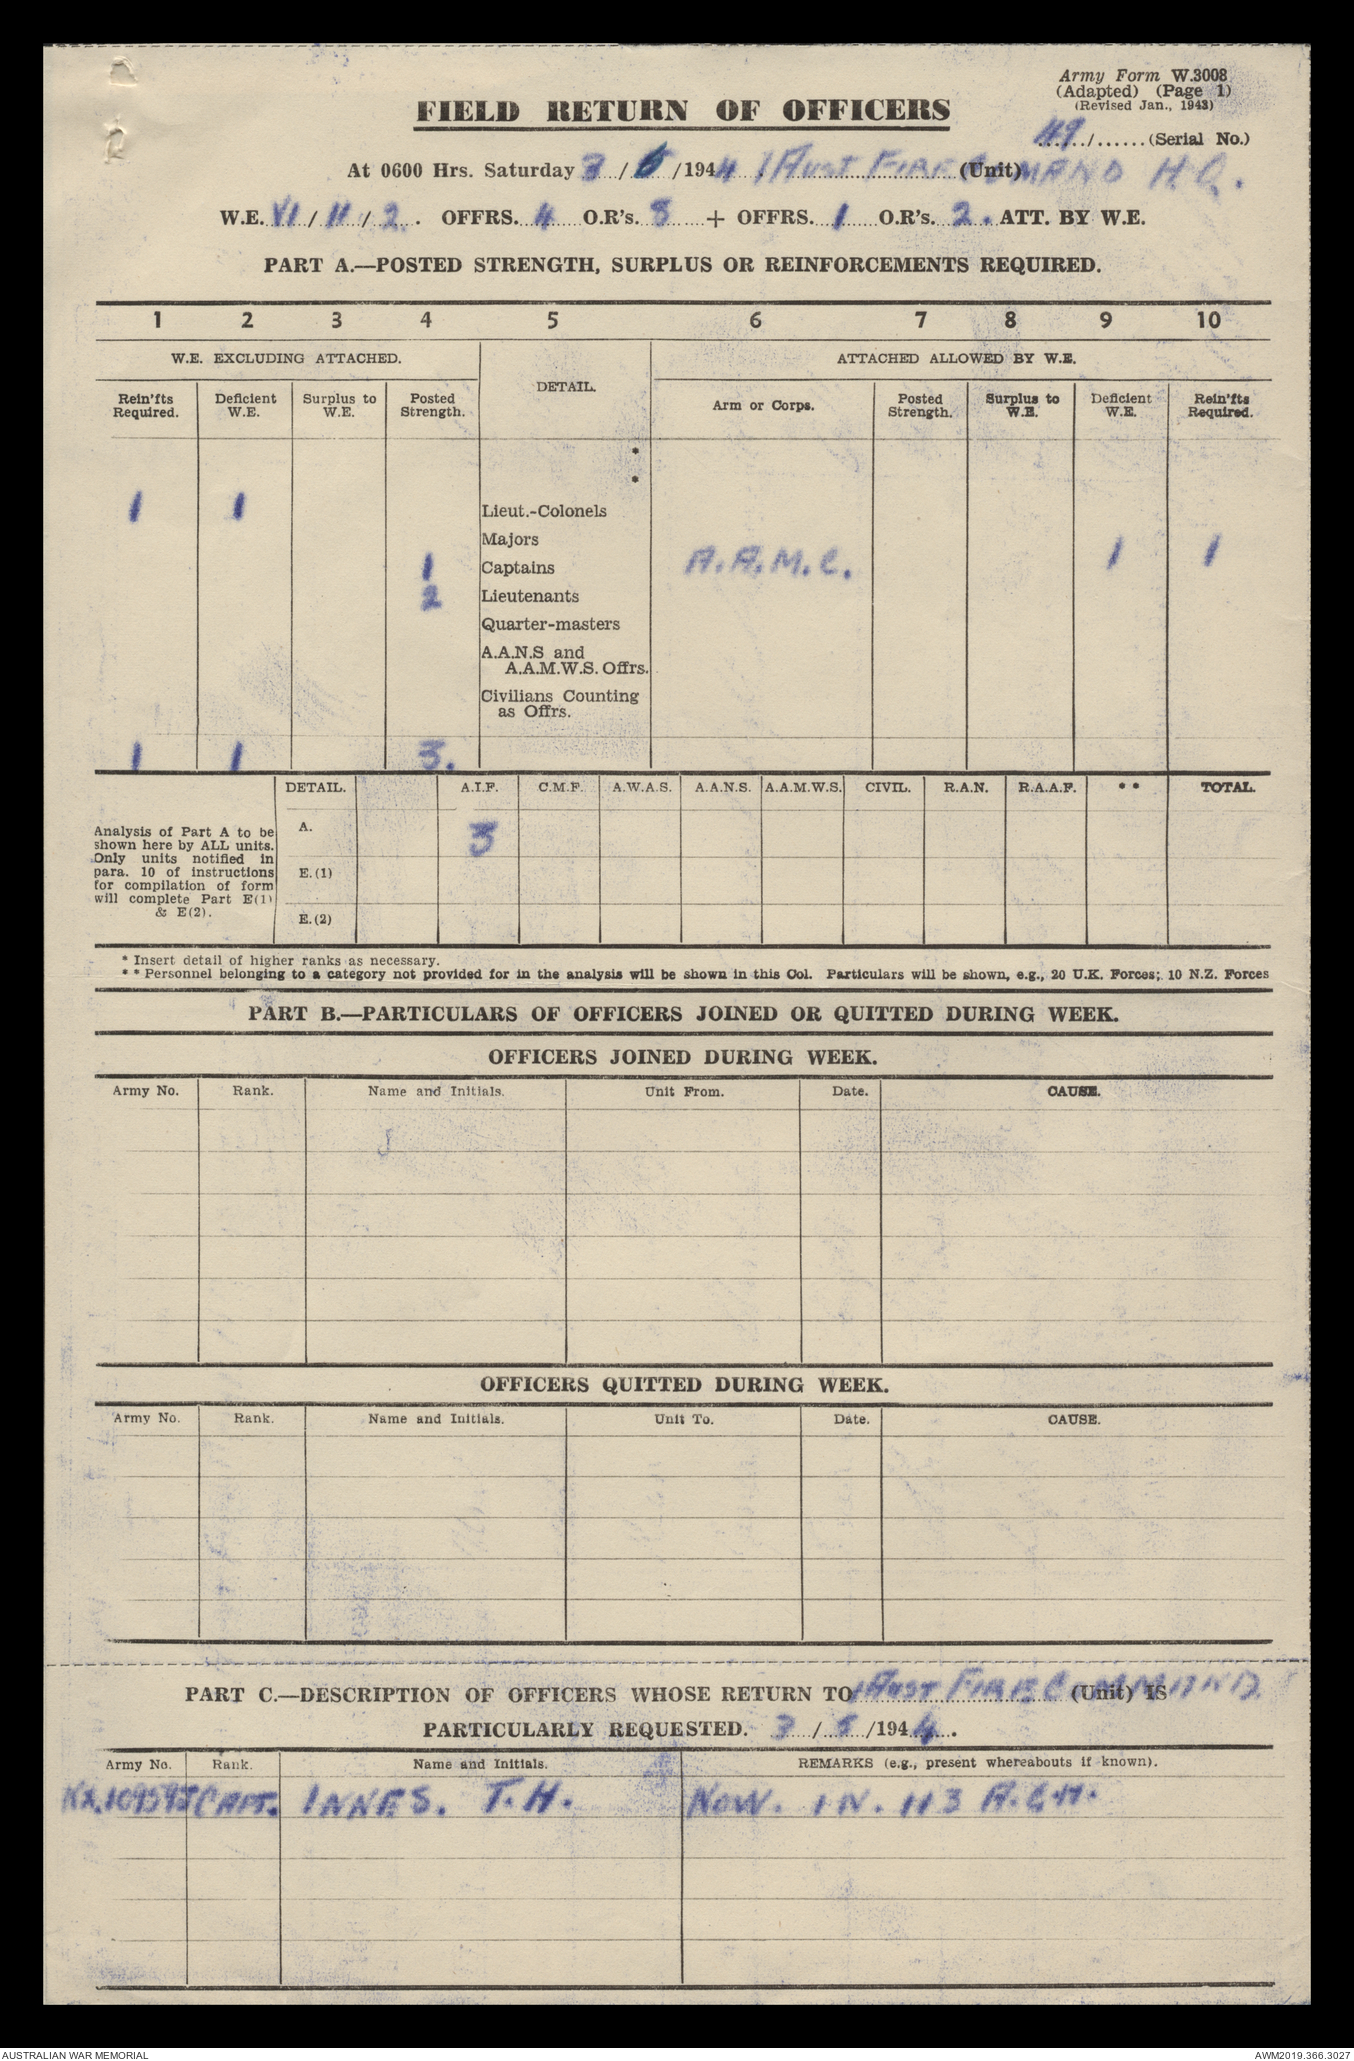 Army Form W.3008
(Adapted) (Page 1)
(Revised Jan., 1943)
FIELD RETURN OF OFFICERS
49/......(Serial No.)
At 0600 Hrs. Saturday 3/6/1944 1 Aust FIRE COMMAND H.Q. (Unit)
W.E. VI/11/2. OFFRS. 4 O.R's. 8 + OFFRS. 1 O.R's. 2. ATT. BY W.E.
PART A.—POSTED STRENGTH, SURPLUS OR REINFORCEMENTS REQUIRED.
1 2 3 4 5 6 7 8 9 10
W.E. EXCLUDING ATTACHED. DETAIL. ATTACHED ALLOWED BY W.E.
Rein'fts Required. Deficient W.E. Surplus to W.E. Posted Strength. Arm or Corps. Posted Strength. Surplus to W.E. Deficient W.E. Rein'fts Required.
*
*
1 1 Lieut.-Colonels
Majors
1 Captains A.A.M.C. 1 1
2 Lieutenants
Quarter-masters
A.A.N.S and
A.A.M.W.S. Offrs.
Civilians Counting
as Offrs.
1 1 3.
DETAIL. A.I.F. C.M.F. A.W.A.S. A.A.N.S. A.A.M.W.S. CIVIL. R.A.N. R.A.A.F. ** TOTAL.
A. 3
Analysis of Part A to be
shown here by ALL units.
Only units notified in
para. 10 of instructions
for compilation of form
will complete Part E(1)
& E(2).
E.(1)
E.(2)
* Insert detail of higher ranks as necessary.
** Personnel belonging to a category not provided for in the analysis will be shown in this Col. Particulars will be shown, e.g., 20 U.K. Forces; 10 N.Z. Forces
PART B.—PARTICULARS OF OFFICERS JOINED OR QUITTED DURING WEEK.
OFFICERS JOINED DURING WEEK.
Army No. Rank. Name and Initials. Unit From. Date. CAUSE.
OFFICERS QUITTED DURING WEEK.
Army No. Rank. Name and Initials. Unit To. Date. CAUSE.
PART C.—DESCRIPTION OF OFFICERS WHOSE RETURN TO 1 Aust FIRE COMMAND. (Unit) IS
PARTICULARLY REQUESTED. 3/5/1944.
Army No. Rank. Name and Initials. REMARKS (e.g., present whereabouts if known).
CAPT. INNES. T.H. NOW. IN. 113 A.G.H.
AUSTRALIAN WAR MEMORIAL AWM2019.366.3027